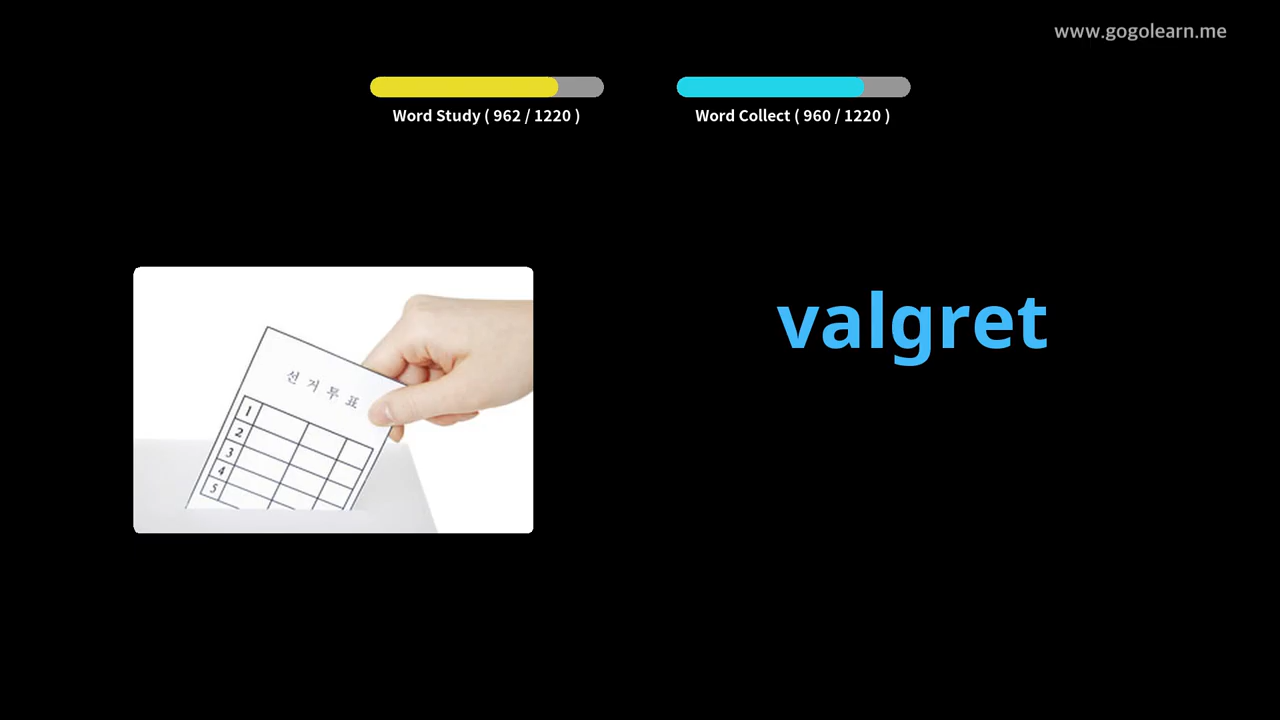 www.gogolearn.me
Word Study ( 962 / 1220 )
Word Collect ( 960 / 1220 )
valgret
선거투표
1
2
3
4
5